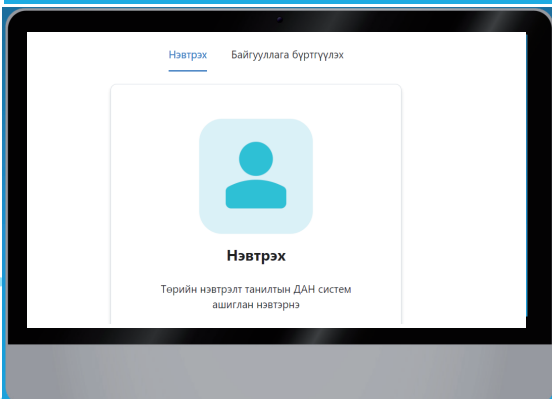 Нэвтрэх Байгууллага бүртгүүлэх
Нэвтрэх
Төрийн нэвтрэлт танилтын ДАН систем
ашиглан нэвтэрнэ